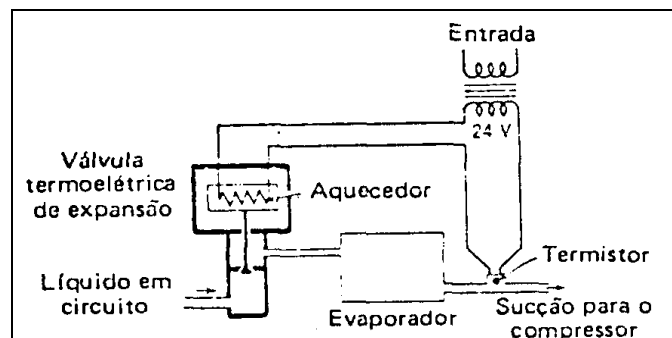 Entrada
24 V
Válvula
termoelétrica
de expansão
Aquecedor
Líquido em
circuito
Evaporador
Termistor
Sucção para o
compressor